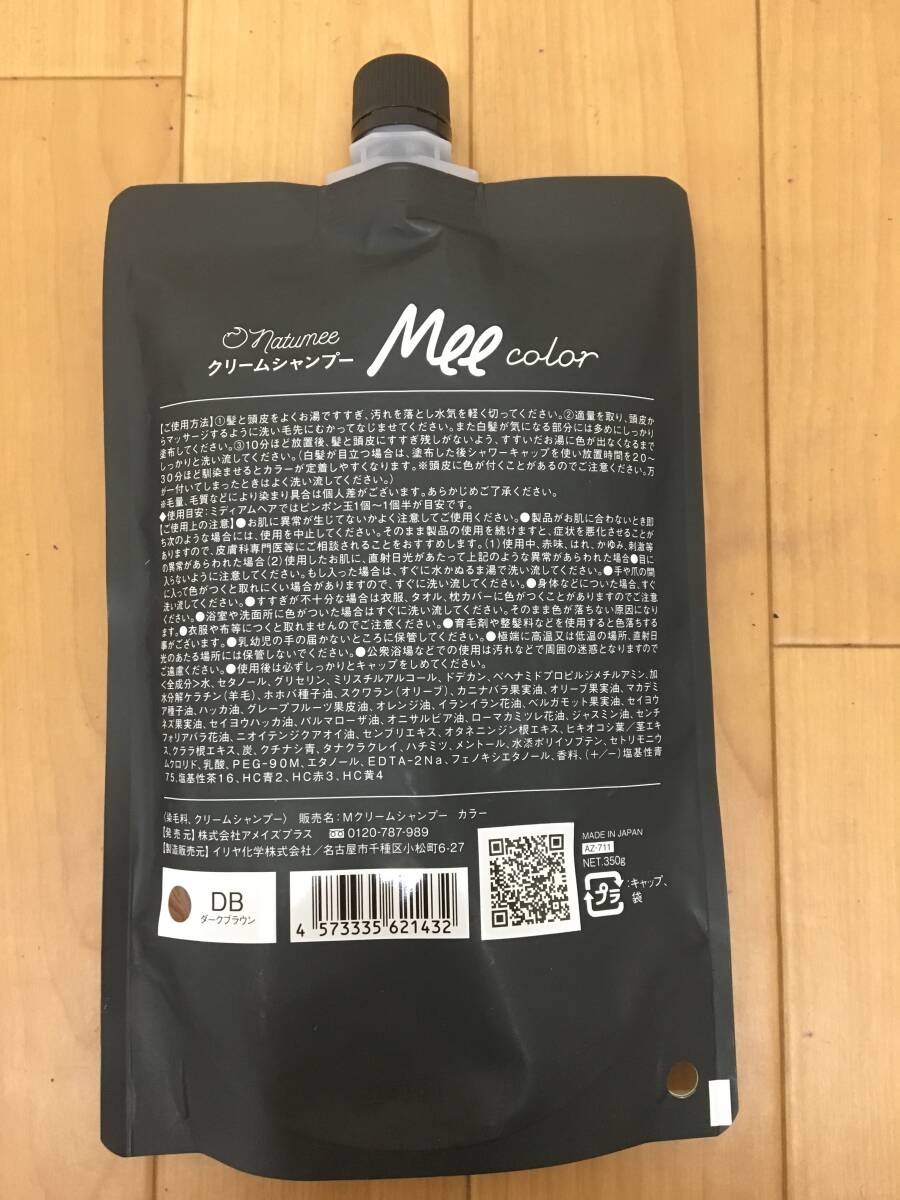 natumee
クリームシャンプー
Mee color
【ご使用方法】①髪と頭皮をよくお湯ですすぎ、汚れを落とし水気を軽く切ってください。②適量を取り、頭皮か
らマッサージするように洗い毛先にむかってなじませてください。また白髪が気になる部分には多めにしっかり
塗布してください。③10分ほど放置後、髪と頭皮にすすぎ残しがないよう、すすいだお湯に色が出なくなるまで
しっかりと洗い流してください。(白髪が目立つ場合は、塗布した後シャワーキャップを使い放置時間を20～
30分ほど馴染ませるとカラーが定着しやすくなります。※頭皮に色が付くことがあるのでご注意ください。万
が一付いてしまったときはよく洗い流してください。)
※毛量、毛質などにより染まり具合は個人差がございます。あらかじめご了承ください。
◆使用目安:ミディアムヘアではピンポン玉1個～1個半が目安です。
【ご使用上の注意】●お肌に異常が生じてないかよく注意してご使用ください。●製品がお肌に合わないとき即
ち次のような場合には、使用を中止してください。そのまま製品の使用を続けますと、症状を悪化させることが
ありますので、皮膚科専門医等にご相談されることをおすすめします。(1)使用中、赤味、はれ、かゆみ、刺激等
の異常があらわれた場合(2)使用したお肌に、直射日光があたって上記のような異常があらわれた場合●目に
入らないように注意してください。もし入った場合は、すぐに水かぬるま湯で洗い流してください。●手や爪の間
に入って色がつくと取れにくい場合がありますので、すぐに洗い流してください。●身体などについた場合、すぐ
洗い流してください。●すすぎが不十分な場合は衣服、タオル、枕カバーに色がつくことがありますのでご注意
ください。●浴室や洗面所に色がついた場合はすぐに洗い流してください。そのまま色が落ちない原因になり
ます。●衣服や布等につくと取れませんのでご注意ください。●育毛剤や整髪料などを使用すると色落ちする
事がございます。●乳幼児の手の届かないところに保管してください。●極端に高温又は低温の場所、直射日
光のあたる場所には保管しないでください。●公衆浴場などでの使用は汚れなどで周囲の迷惑となりますので
ご遠慮ください。●使用後は必ずしっかりとキャップをしめてください。
<全成分>水、セタノール、グリセリン、ミリスチルアルコール、ドデカン、ベヘナミドプロピルジメチルアミン、加
水分解ケラチン(羊毛)、ホホバ種子油、スクワラン(オリーブ)、カニナバラ果実油、オリーブ果実油、マカデミ
ア種子油、ハッカ油、グレープフルーツ果皮油、オレンジ油、イランイラン花油、ベルガモット果実油、セイヨウ
ネズ果実油、セイヨウハッカ油、パルマローザ油、オニサルビア油、ローマカミツレ花油、ジャスミン油、センチ
フォリアバラ花油、ニオイテンジクアオイ油、センブリエキス、オタネニンジン根エキス、ヒキオコシ葉/茎エキ
ス、クララ根エキス、炭、クチナシ青、タナクラクレイ、ハチミツ、メントール、水添ポリイソブテン、セトリモニウ
ムクロリド、乳酸、PEG-90M、エタノール、EDTA-2Na、フェノキシエタノール、香料、(+/-)塩基性青
75、塩基性茶16、HC青2、HC赤3、HC黄4
〈染毛料、クリームシャンプー〉 販売名:Mクリームシャンプー カラー
【発 売 元】株式会社アメイズプラス 0120-787-989
【製造販売元】イリヤ化学株式会社/名古屋市千種区小松町6-27
MADE IN JAPAN
AZ-711
NET.350g
プラ
:キャップ、
袋
DB
ダークブラウン
4 573335 621432